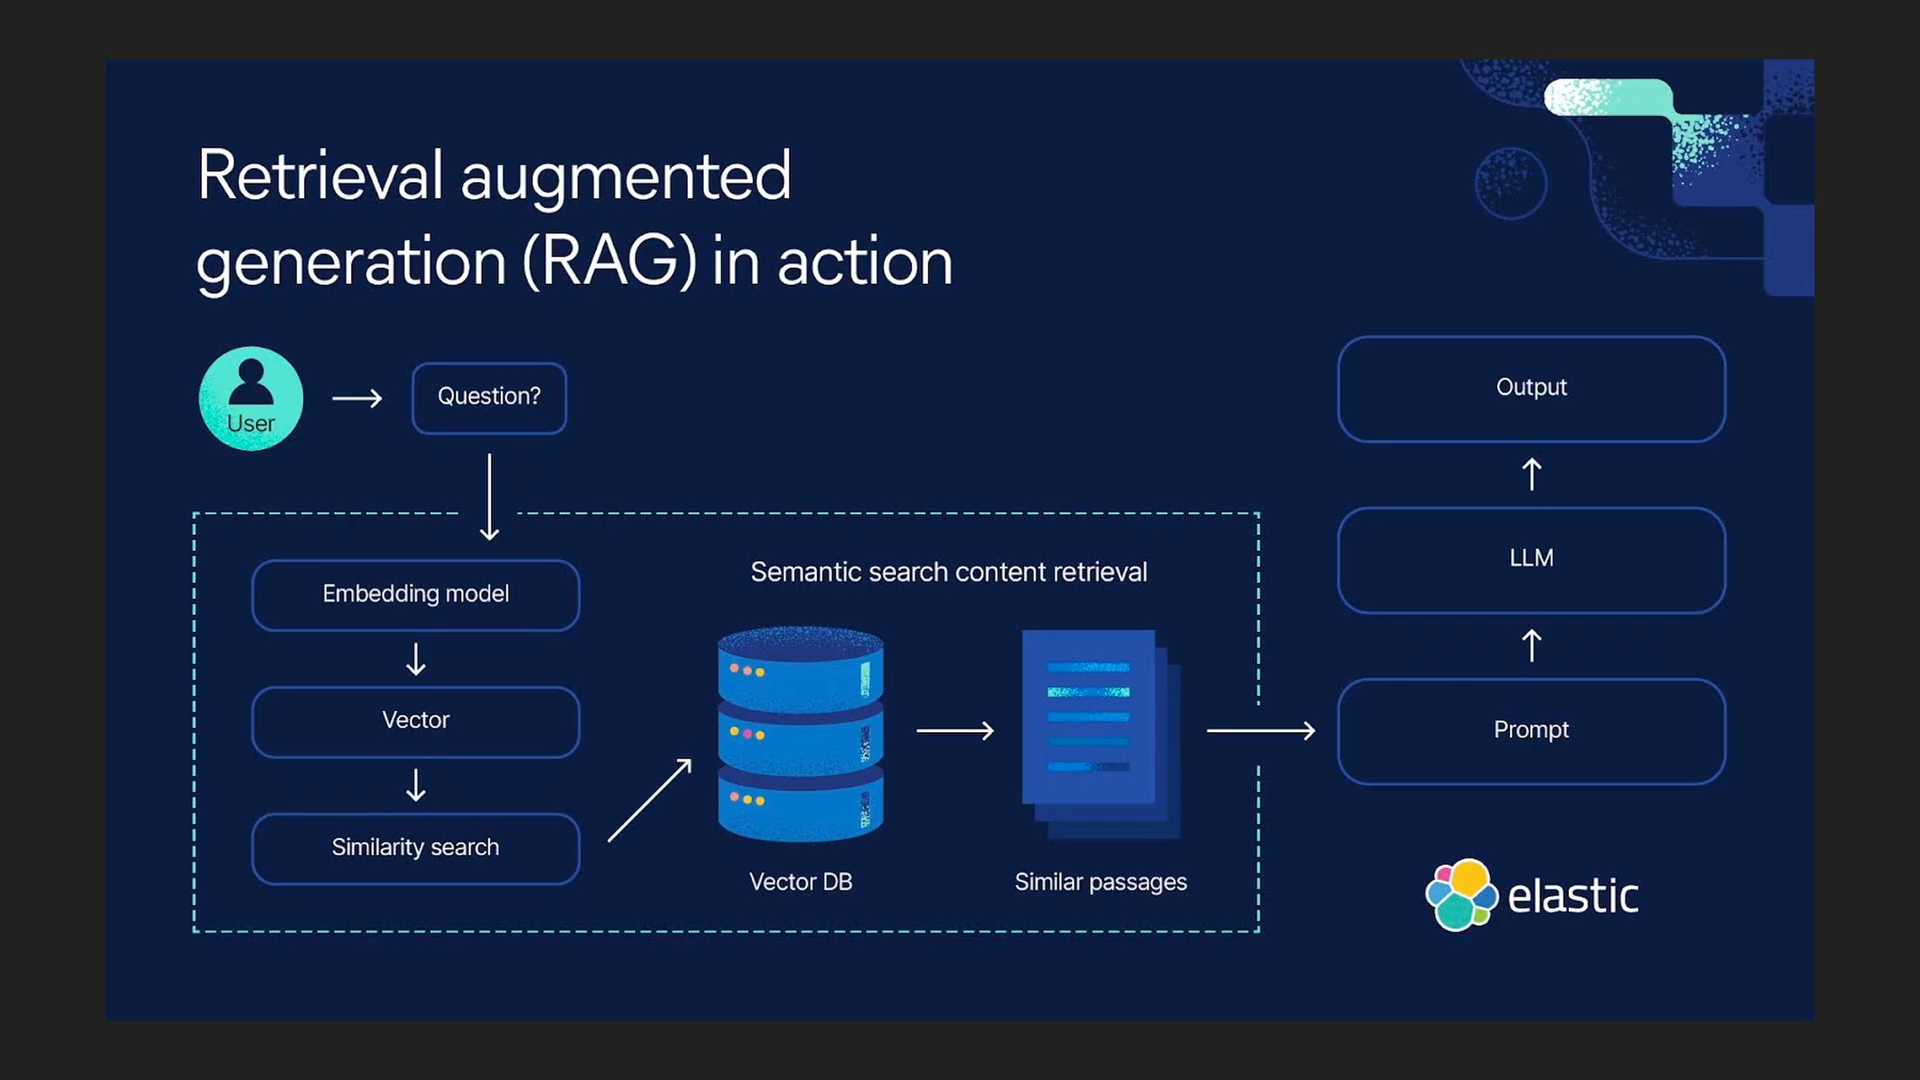 Retrieval augmented
generation (RAG) in action
User
Question?
Embedding model
Vector
Similarity search
Semantic search content retrieval
Vector DB
Similar passages
Output
LLM
Prompt
elastic